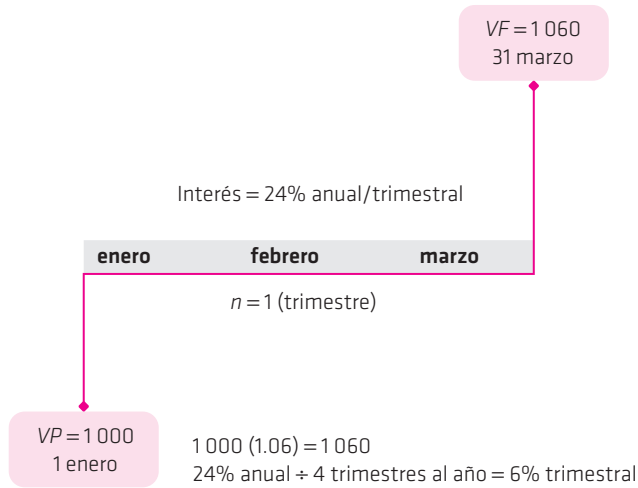 VF = 1 060
31 marzo
Interés = 24% anual/trimestral
enero febrero marzo
n = 1 (trimestre)
VP = 1 000
1 enero
1 000 (1.06) = 1 060
24% anual ÷ 4 trimestres al año = 6% trimestral